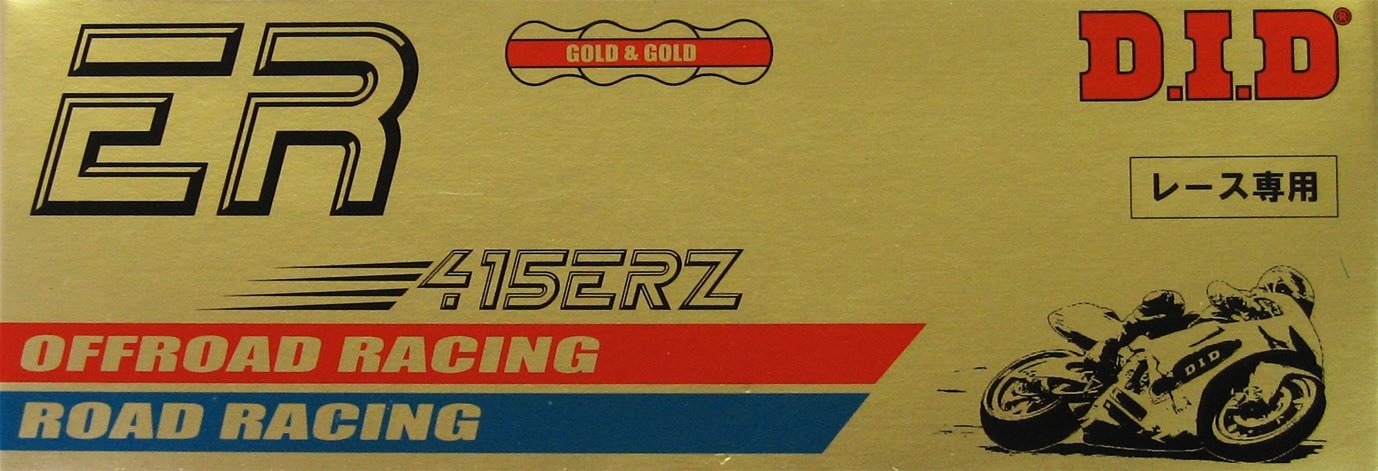 ER
GOLD & GOLD
D.I.D®
レース専用
415ERZ
OFFROAD RACING
ROAD RACING
D.I.D